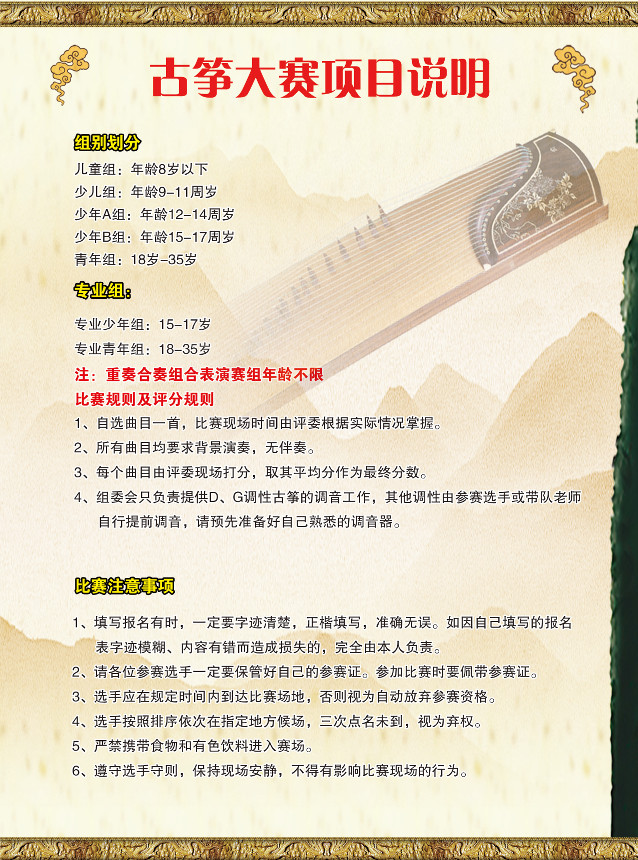 古筝大赛项目说明
组别划分
儿童组：年龄8岁以下
少儿组：年龄9-11周岁
少年A组：年龄12-14周岁
少年B组：年龄15-17周岁
青年组：18岁-35岁
专业组：
专业少年组：15-17岁
专业青年组：18-35岁
注：重奏合奏组合表演赛组年龄不限
比赛规则及评分规则
1、自选曲目一首，比赛现场时间由评委根据实际情况掌握。
2、所有曲目均要求背景演奏，无伴奏。
3、每个曲目由评委现场打分，取其平均分作为最终分数。
4、组委会只负责提供D、G调性古筝的调音工作，其他调性由参赛选手或带队老师
自行提前调音，请预先准备好自己熟悉的调音器。
比赛注意事项
1、填写报名有时，一定要字迹清楚，正楷填写，准确无误。如因自己填写的报名
表字迹模糊、内容有错而造成损失的，完全由本人负责。
2、请各位参赛选手一定要保管好自己的参赛证。参加比赛时要佩带参赛证。
3、选手应在规定时间内到达比赛场地，否则视为自动放弃参赛资格。
4、选手按照排序依次在指定地方候场，三次点名未到，视为弃权。
5、严禁携带食物和有色饮料进入赛场。
6、遵守选手守则，保持现场安静，不得有影响比赛现场的行为。